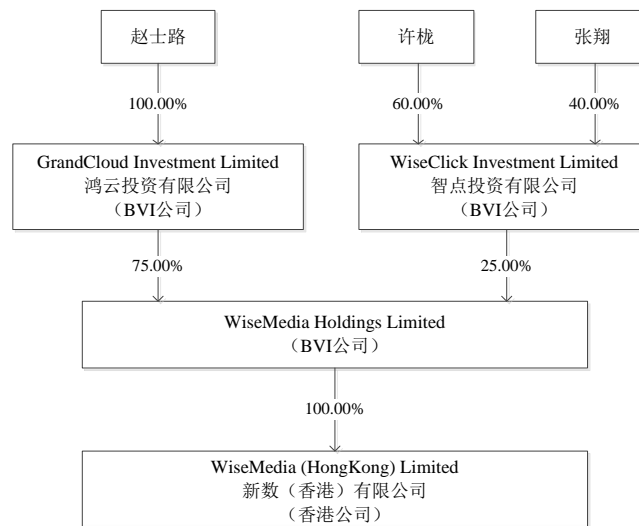 赵士路
许栊
张翔
100.00%
60.00%
40.00%
GrandCloud Investment Limited
鸿云投资有限公司
（BVI公司）
WiseClick Investment Limited
智点投资有限公司
（BVI公司）
75.00%
25.00%
WiseMedia Holdings Limited
（BVI公司）
100.00%
WiseMedia (HongKong) Limited
新数（香港）有限公司
（香港公司）